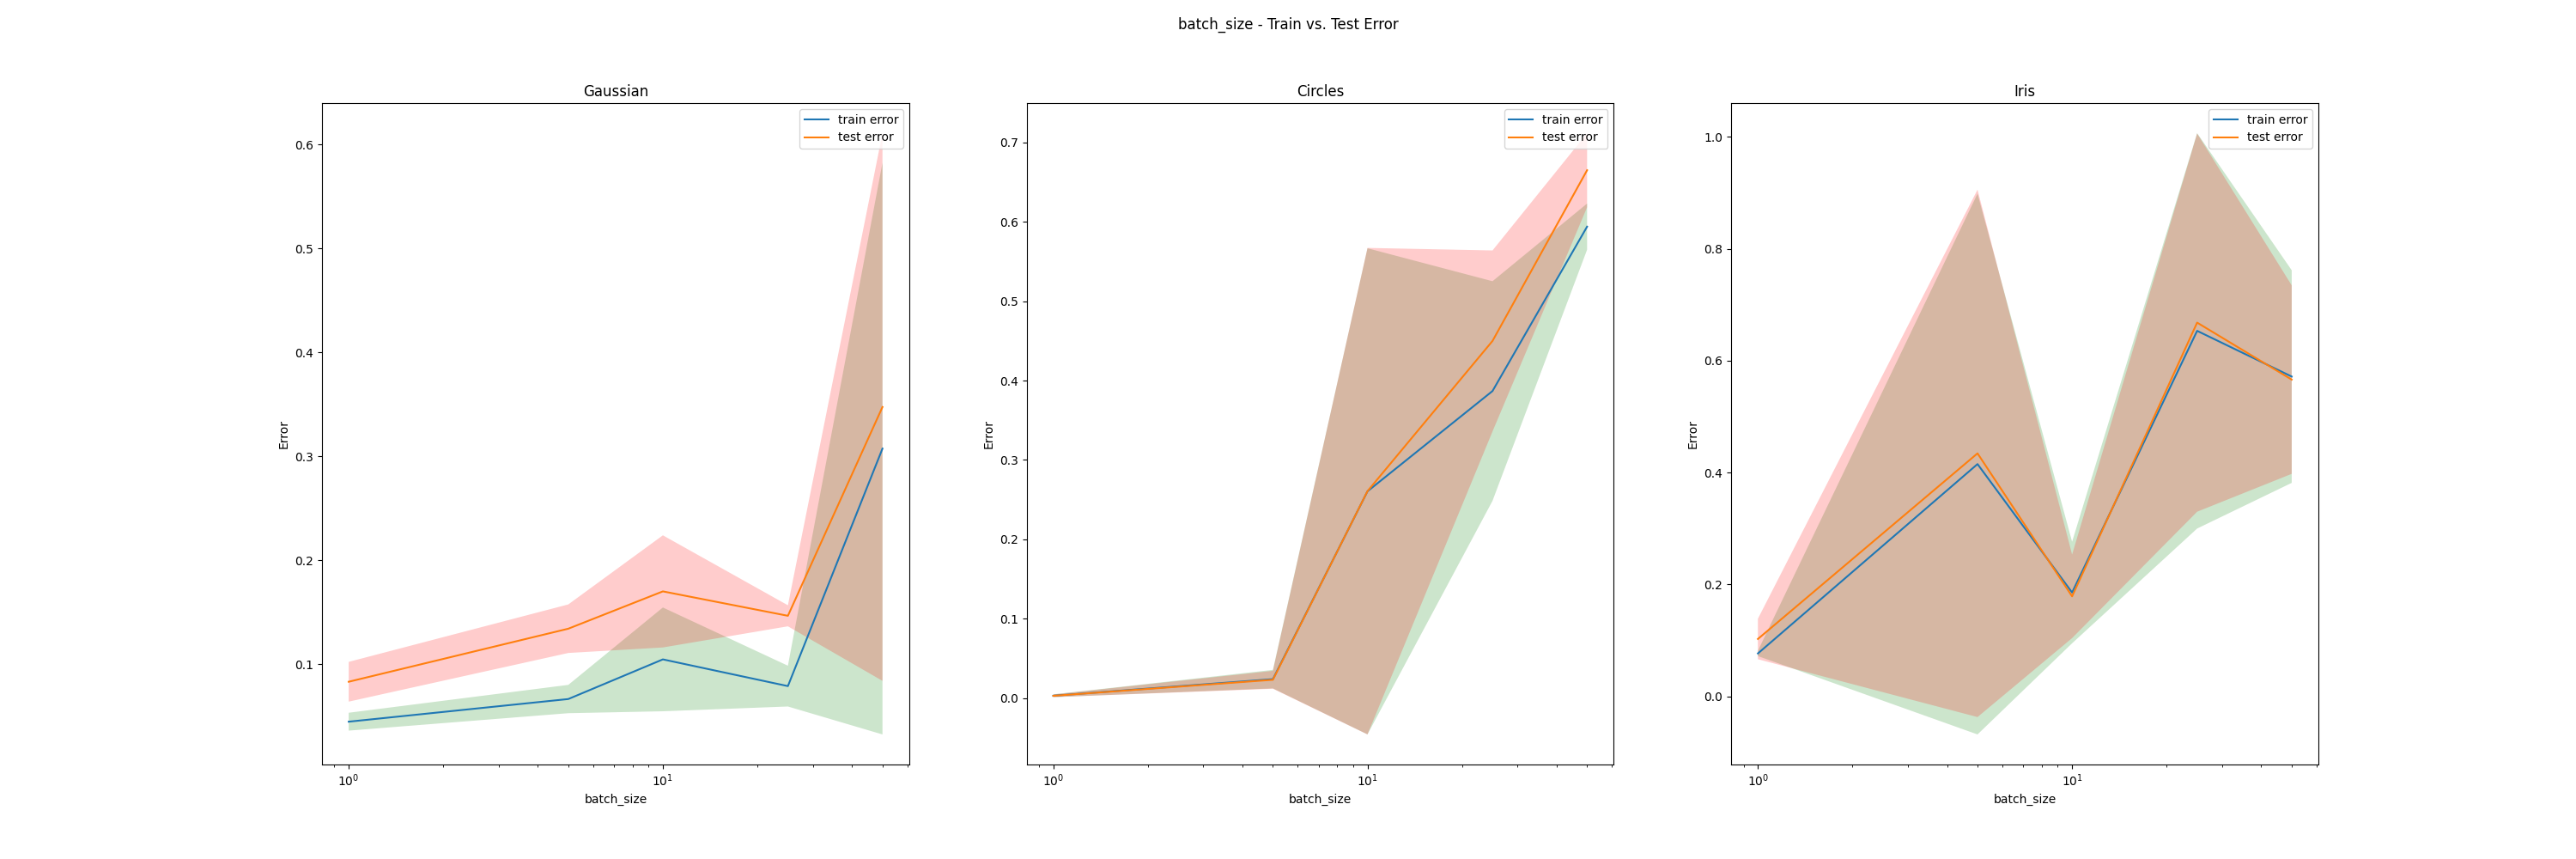 batch_size - Train vs. Test Error
Gaussian
train error
test error
0.6
0.5
0.4
0.3
0.2
0.1
Error
10⁰
10¹
batch_size
Circles
train error
test error
0.7
0.6
0.5
0.4
0.3
0.2
0.1
0.0
Error
10⁰
10¹
batch_size
Iris
train error
test error
1.0
0.8
0.6
0.4
0.2
0.0
Error
10⁰
10¹
batch_size